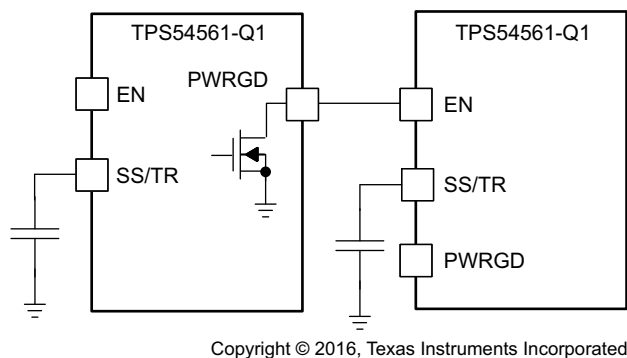 TPS54561-Q1
EN
PWRGD
SS/TR
TPS54561-Q1
EN
SS/TR
PWRGD
Copyright © 2016, Texas Instruments Incorporated